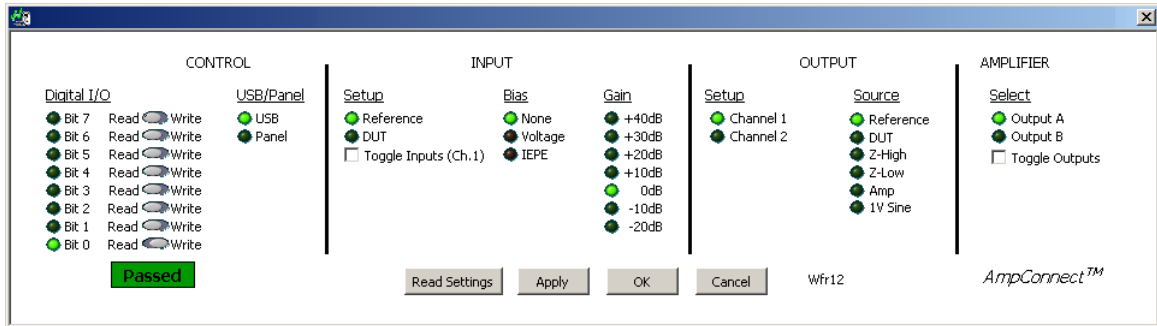 CONTROL INPUT OUTPUT AMPLIFIER
Digital I/O USB/Panel Setup Bias Gain Setup Source Select
Bit 7 Read Write USB Reference None +40dB Channel 1 Reference Output A
Bit 6 Read Write Panel DUT Voltage +30dB Channel 2 DUT Output B
Bit 5 Read Write Toggle Inputs (Ch.1) IEPE +20dB Z-High Toggle Outputs
Bit 4 Read Write +10dB Z-Low
Bit 3 Read Write 0dB Amp
Bit 2 Read Write -10dB 1V Sine
Bit 1 Read Write -20dB
Bit 0 Read Write
Passed Read Settings Apply OK Cancel Wfr12 AmpConnect™